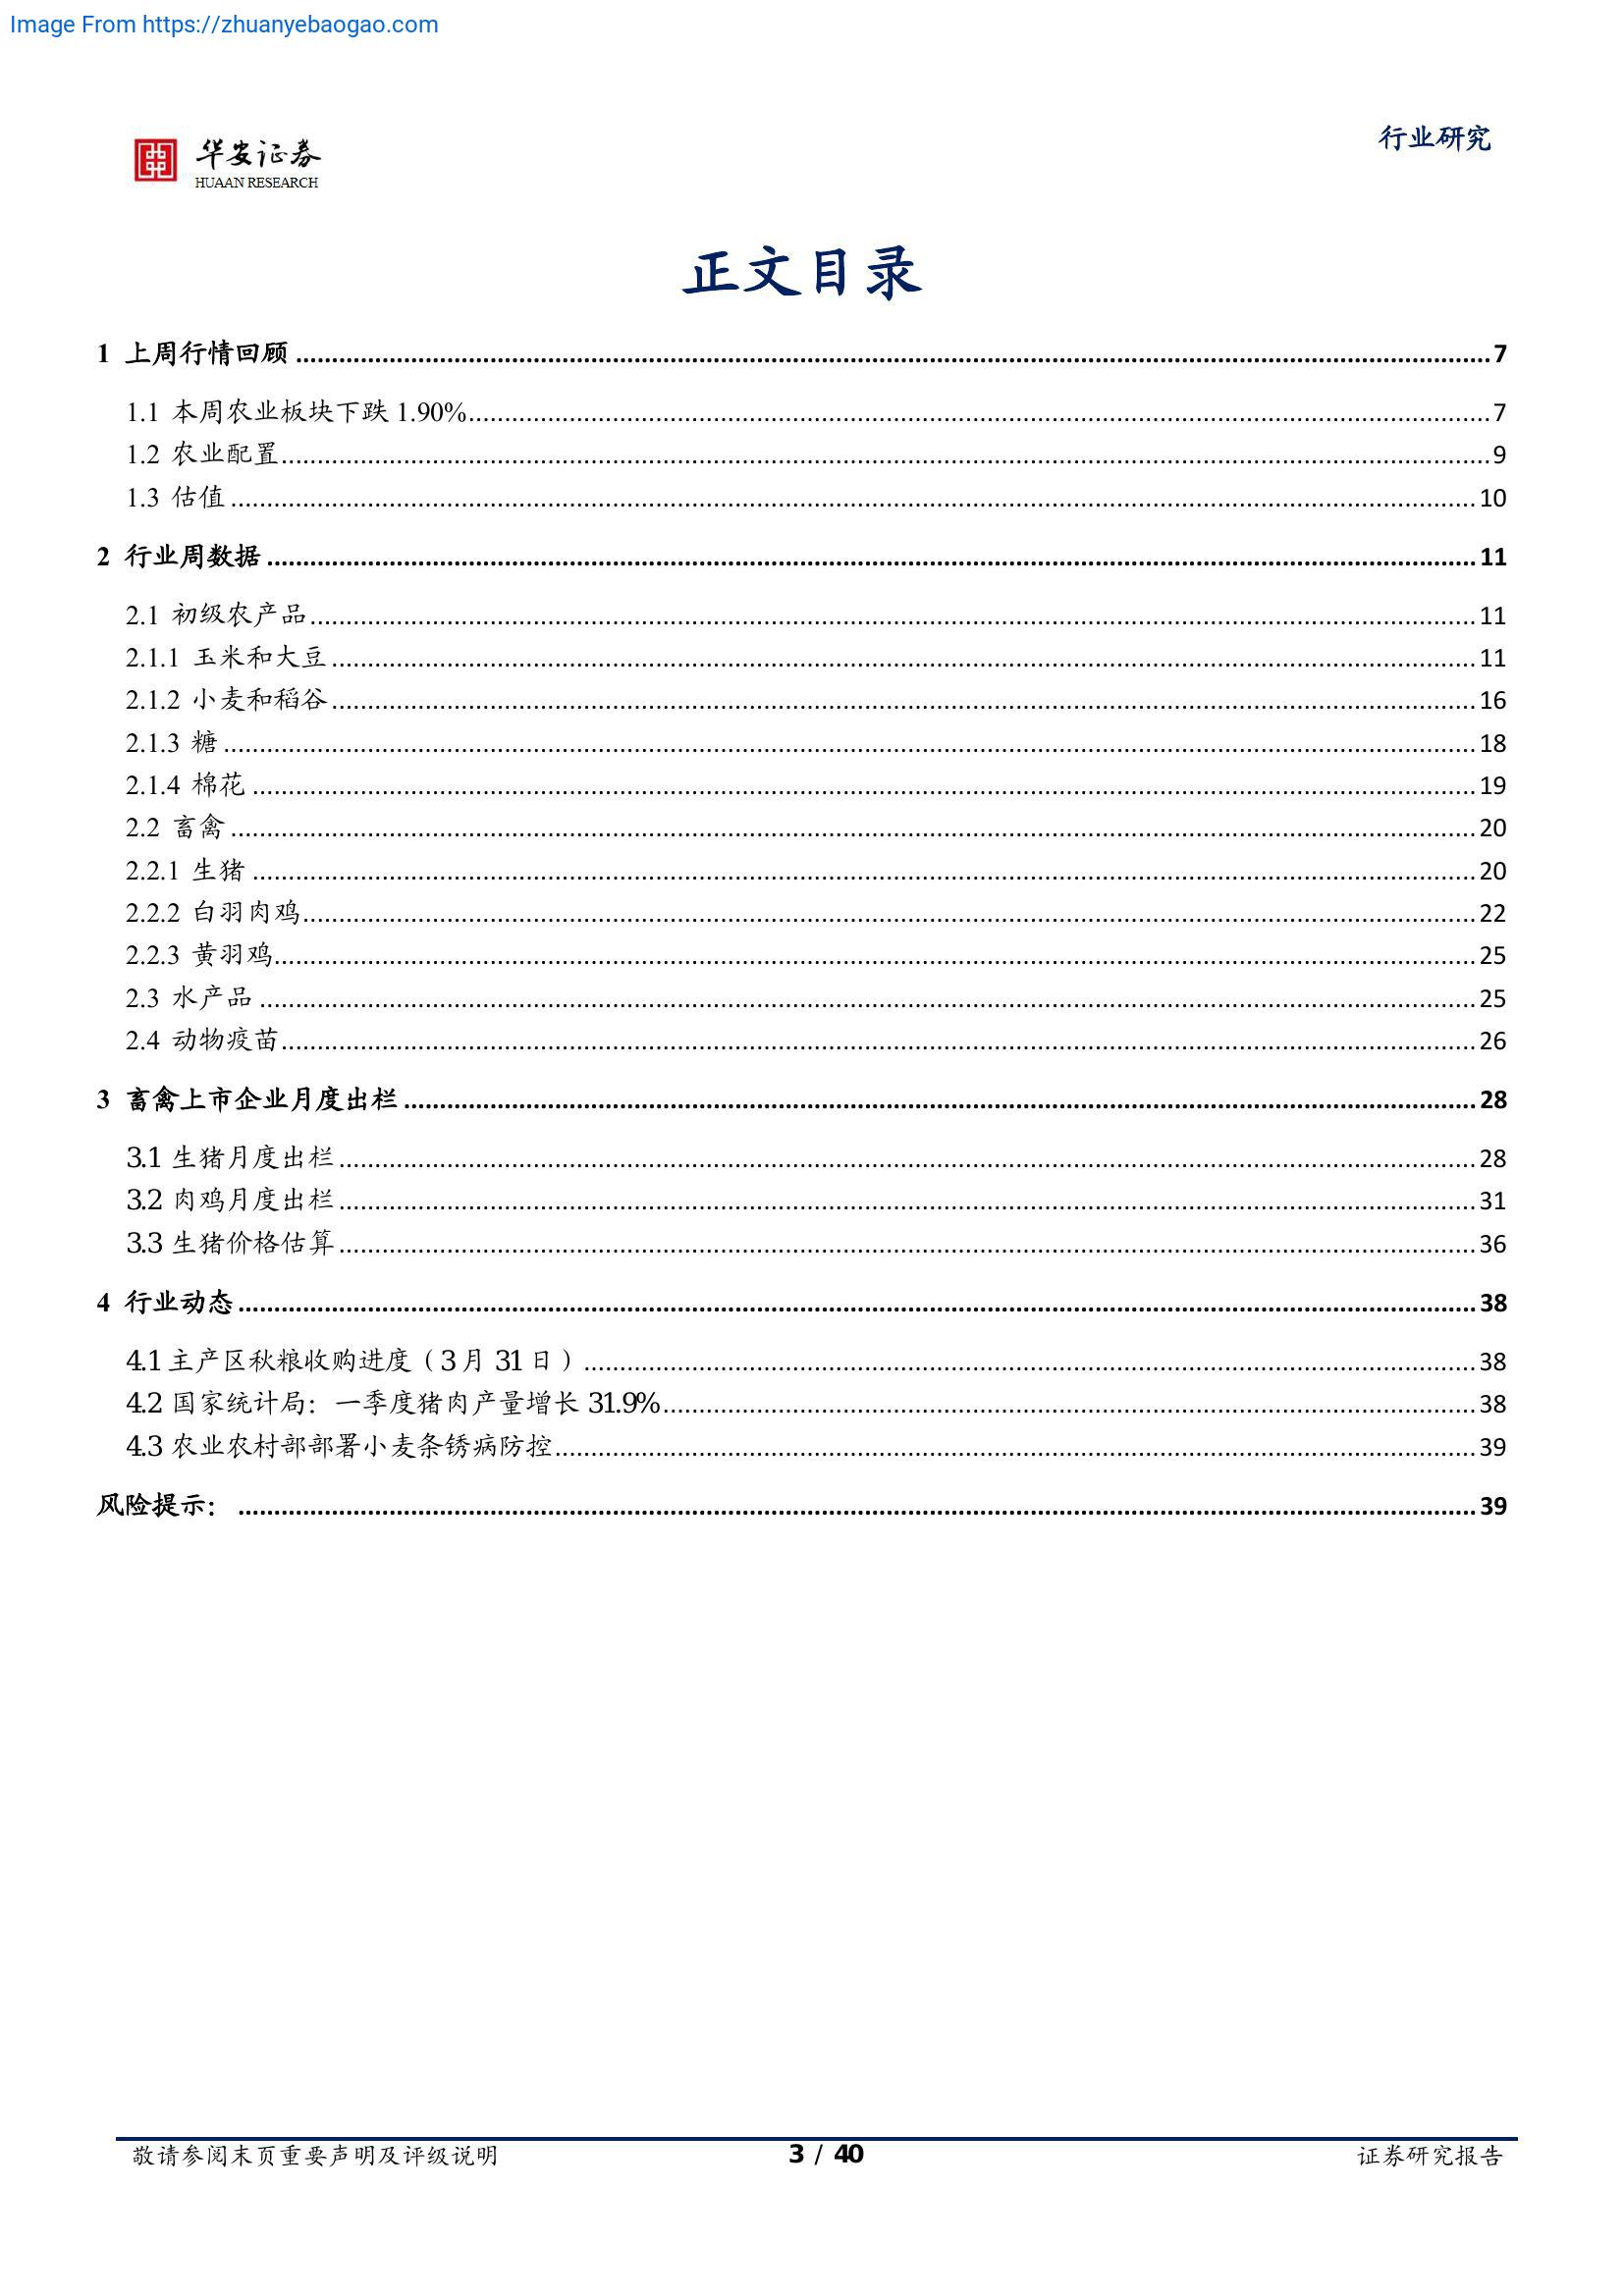 Image From https://zhuanyebaogao.com
华安证券
HUAAN RESEARCH
行业研究
正文目录
1 上周行情回顾 7
1.1 本周农业板块下跌 1.90% 7
1.2 农业配置 9
1.3 估值 10
2 行业周数据 11
2.1 初级农产品 11
2.1.1 玉米和大豆 11
2.1.2 小麦和稻谷 16
2.1.3 糖 18
2.1.4 棉花 19
2.2 畜禽 20
2.2.1 生猪 20
2.2.2 白羽肉鸡 22
2.2.3 黄羽鸡 25
2.3 水产品 25
2.4 动物疫苗 26
3 畜禽上市企业月度出栏 28
3.1 生猪月度出栏 28
3.2 肉鸡月度出栏 31
3.3 生猪价格估算 36
4 行业动态 38
4.1 主产区秋粮收购进度（3 月 31 日） 38
4.2 国家统计局：一季度猪肉产量增长 31.9% 38
4.3 农业农村部部署小麦条锈病防控 39
风险提示： 39
敬请参阅末页重要声明及评级说明
3 / 40
证券研究报告